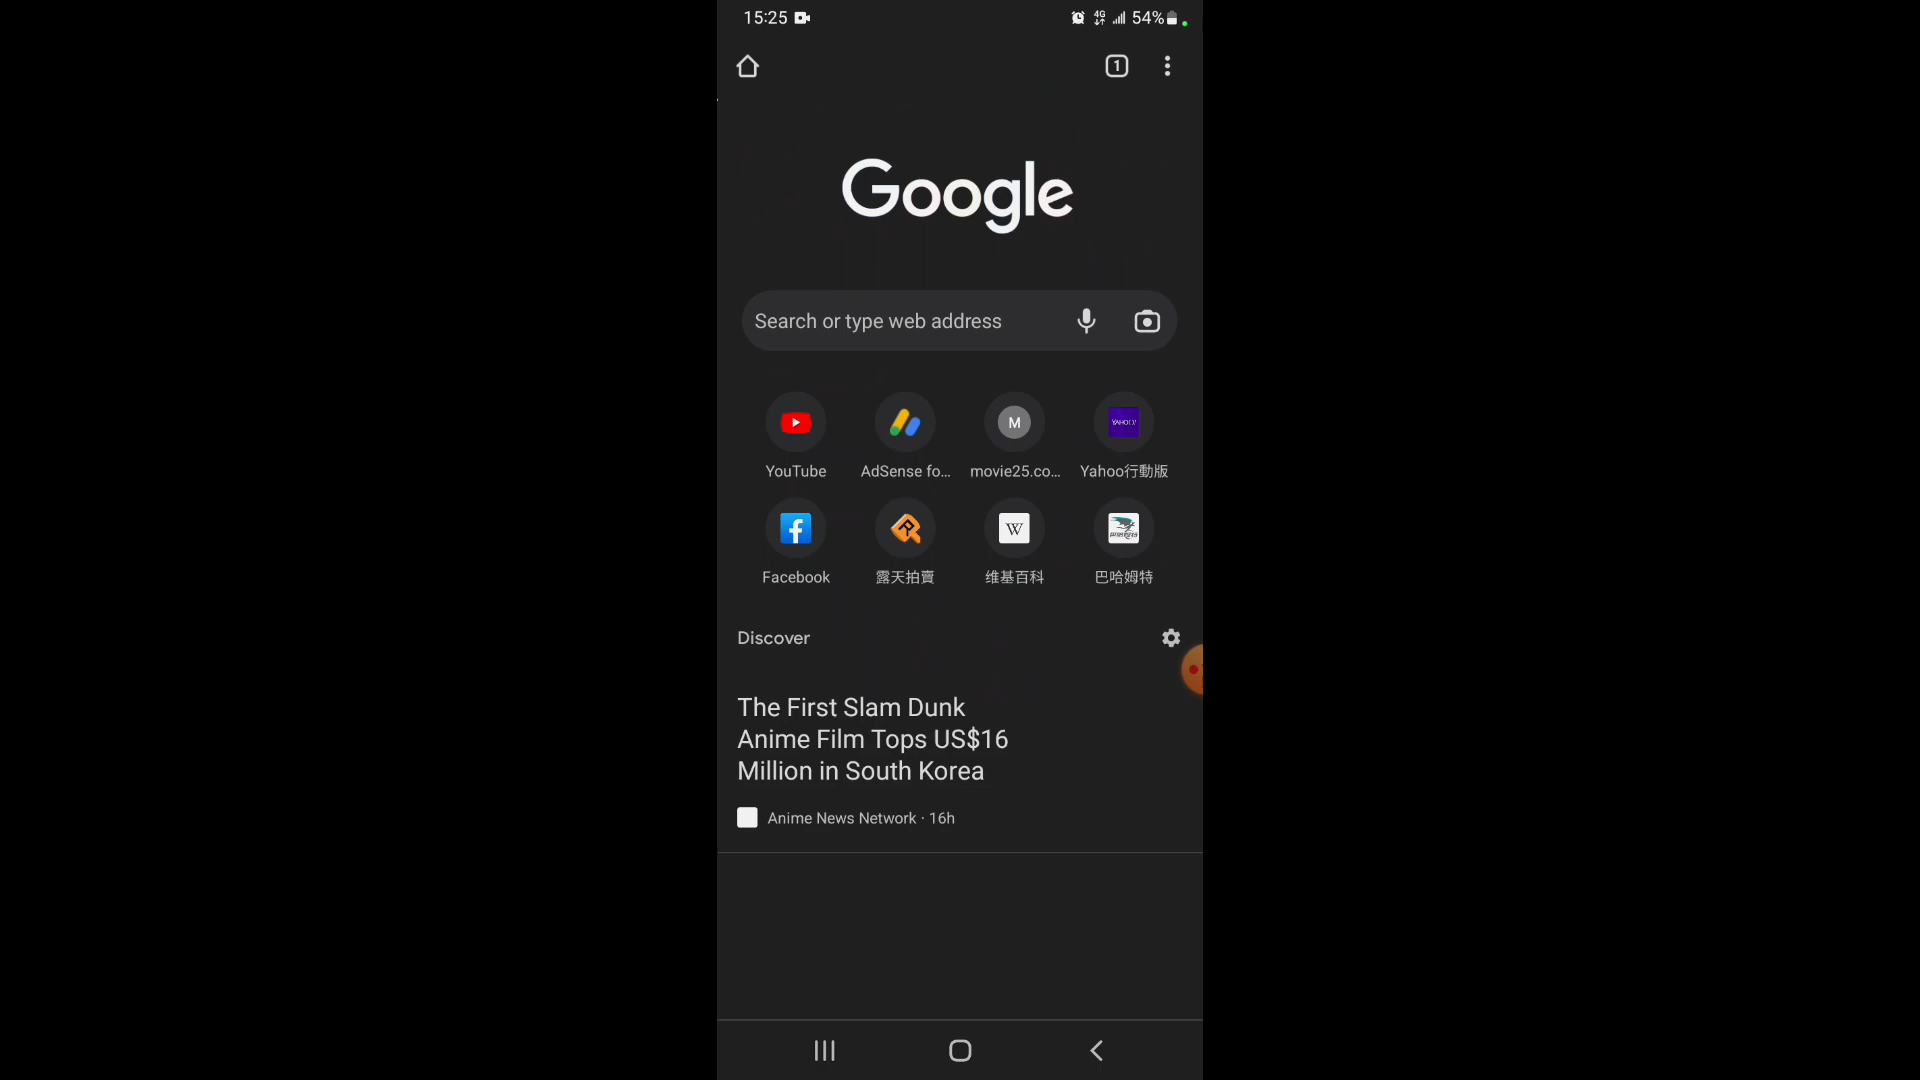 15:25 4G 54%
1
Google
Search or type web address
M YAHOO!
YouTube AdSense fo... movie25.co... Yahoo行動版
W
Facebook 露天拍賣 维基百科 巴哈姆特
Discover
The First Slam Dunk
Anime Film Tops US$16
Million in South Korea
Anime News Network · 16h